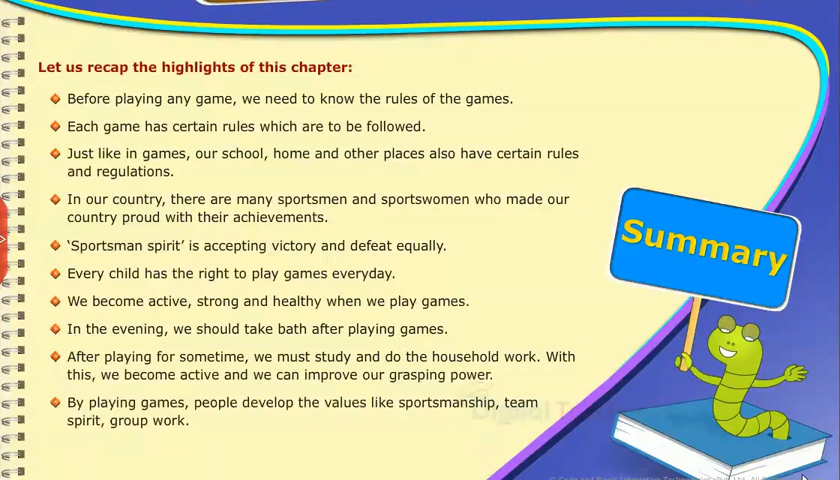 Let us recap the highlights of this chapter:
Before playing any game, we need to know the rules of the games.
Each game has certain rules which are to be followed.
Just like in games, our school, home and other places also have certain rules
and regulations.
In our country, there are many sportsmen and sportswomen who made our
country proud with their achievements.
‘Sportsman spirit’ is accepting victory and defeat equally.
Every child has the right to play games everyday.
We become active, strong and healthy when we play games.
In the evening, we should take bath after playing games.
After playing for sometime, we must study and do the household work. With
this, we become active and we can improve our grasping power.
By playing games, people develop the values like sportsmanship, team
spirit, group work.
Summary